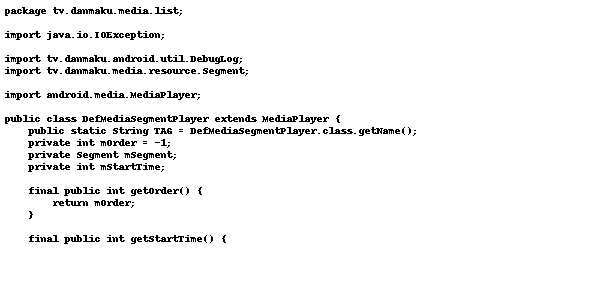 package tv.danmaku.media.list;

import java.io.IOException;

import tv.danmaku.android.util.DebugLog;
import tv.danmaku.media.resource.Segment;

import android.media.MediaPlayer;

public class DefMediaSegmentPlayer extends MediaPlayer {
    public static String TAG = DefMediaSegmentPlayer.class.getName();
    private int mOrder = -1;
    private Segment mSegment;
    private int mStartTime;

    final public int getOrder() {
        return mOrder;
    }

    final public int getStartTime() {